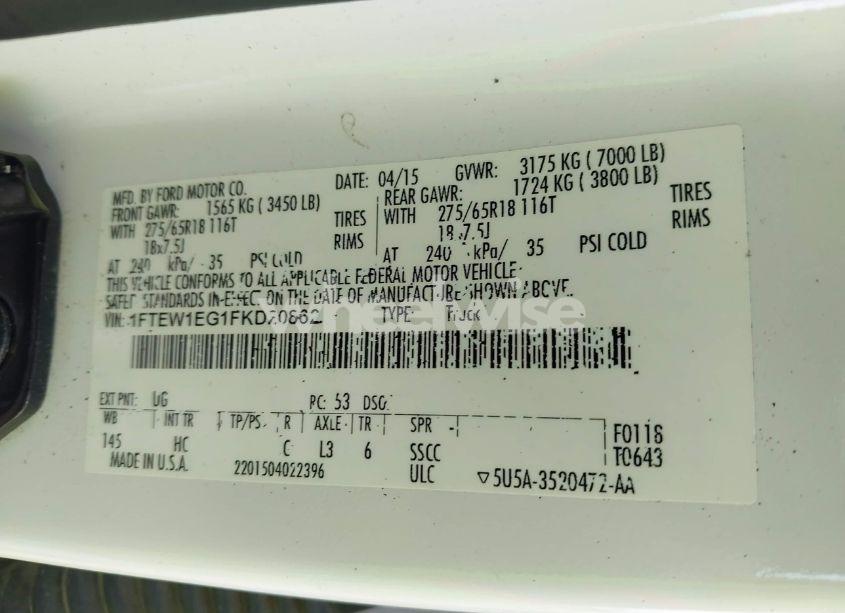 MFD. BY FORD MOTOR CO. DATE: 04/15 GVWR: 3175 KG ( 7000 LB)
FRONT GAWR: 1565 KG ( 3450 LB) REAR GAWR: 1724 KG ( 3800 LB)
WITH 275/65R18 116T TIRES WITH 275/65R18 116T TIRES
18x7.5J RIMS 18x7.5J RIMS
AT 240 kPa/ 35 PSI COLD AT 240 kPa/ 35 PSI COLD
THIS VEHICLE CONFORMS TO ALL APPLICABLE FEDERAL MOTOR VEHICLE
SAFETY STANDARDS IN EFFECT ON THE DATE OF MANUFACTURE SHOWN ABOVE.
VIN: TYPE: Truck
Wheelwise
EXT PNT: UG PC: 53 DSO:
WB INT TR TP/PS R AXLE TR SPR
145 HC C L3 6 SSCC F0118
MADE IN U.S.A. 2201504022396 ULC T0643
▽5U5A-3520472-AA